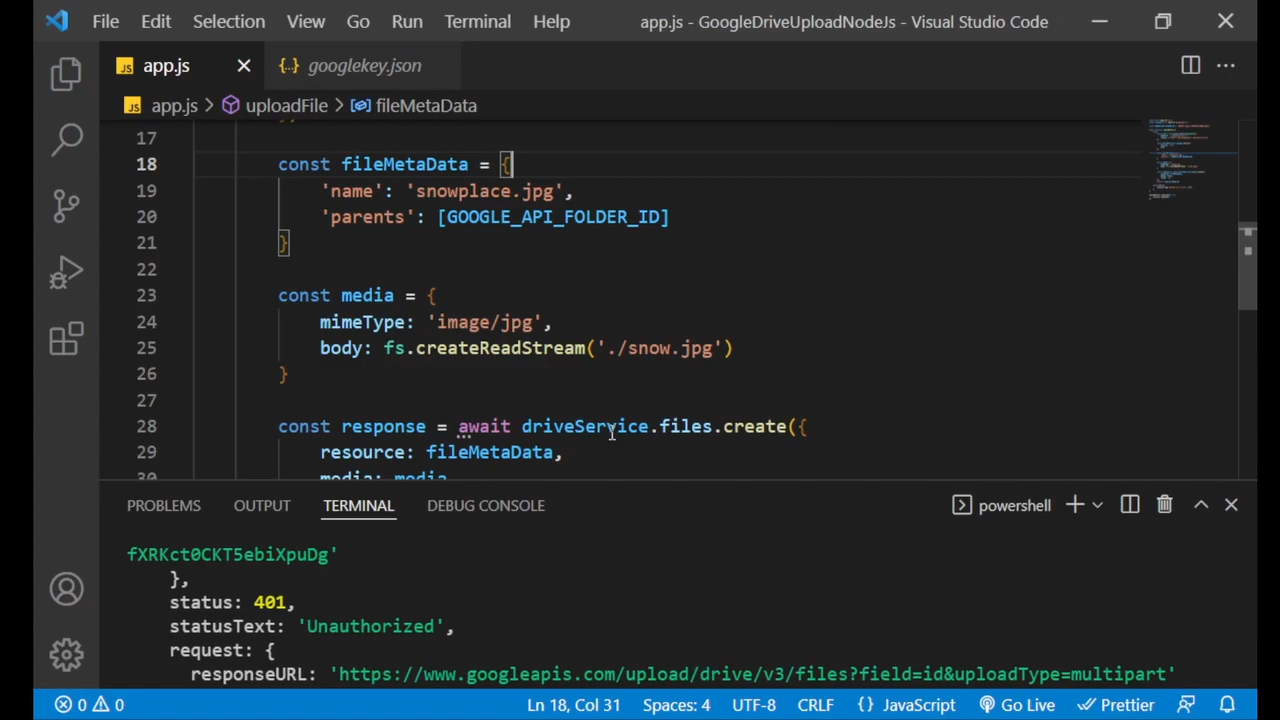 File Edit Selection View Go Run Terminal Help app.js - GoogleDriveUploadNodeJs - Visual Studio Code
JS app.js {..} googlekey.json
JS app.js > uploadFile > fileMetaData
17
18 const fileMetaData = {
19 'name': 'snowplace.jpg',
20 'parents': [GOOGLE_API_FOLDER_ID]
21 }
22
23 const media = {
24 mimeType: 'image/jpg',
25 body: fs.createReadStream('./snow.jpg')
26 }
27
28 const response = await driveService.files.create({
29 resource: fileMetaData,
30 media: media
PROBLEMS OUTPUT TERMINAL DEBUG CONSOLE powershell
fXRKct0CKT5ebiXpuDg'
},
status: 401,
statusText: 'Unauthorized',
request: {
responseURL: 'https://www.googleapis.com/upload/drive/v3/files?field=id&uploadType=multipart'
0 0 Ln 18, Col 31 Spaces: 4 UTF-8 CRLF {} JavaScript Go Live Prettier